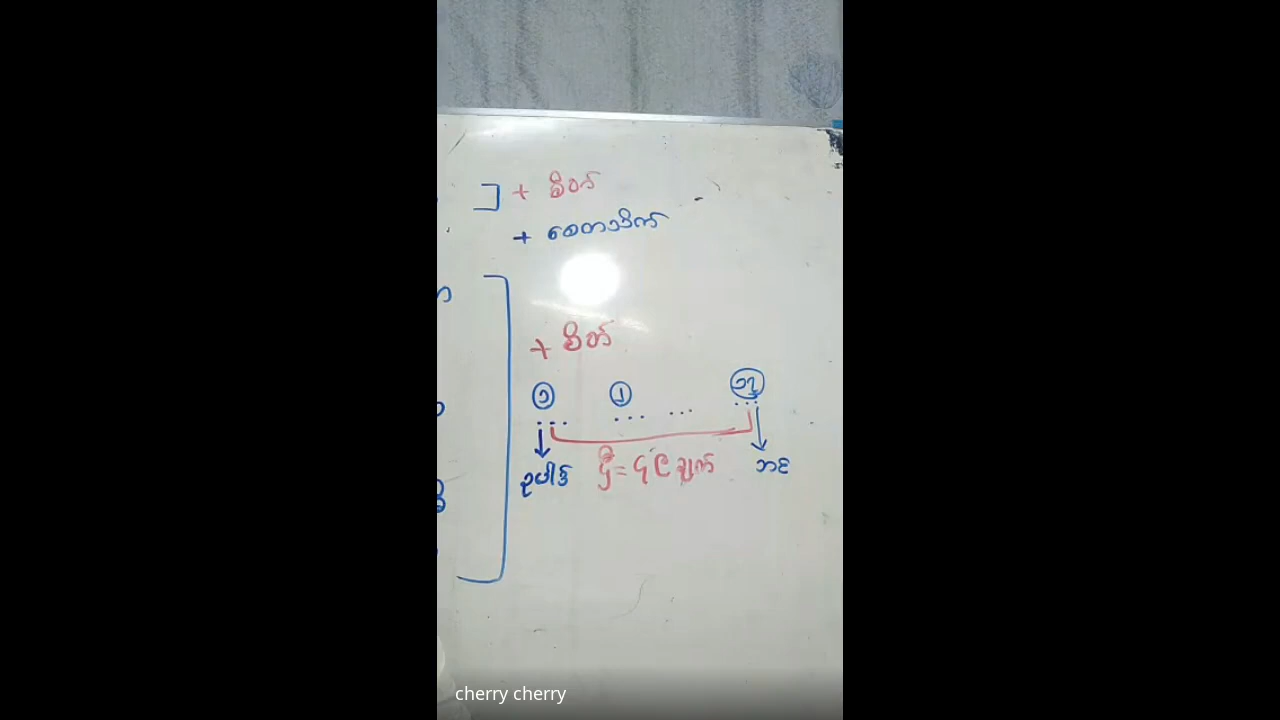 + စိတ်
+ စေတသိက်
+ စိတ်
၁ ၂ ... ၁၇
ဥပါဒ် ဌီ = ၄၉ ချက် ဘင်
cherry cherry